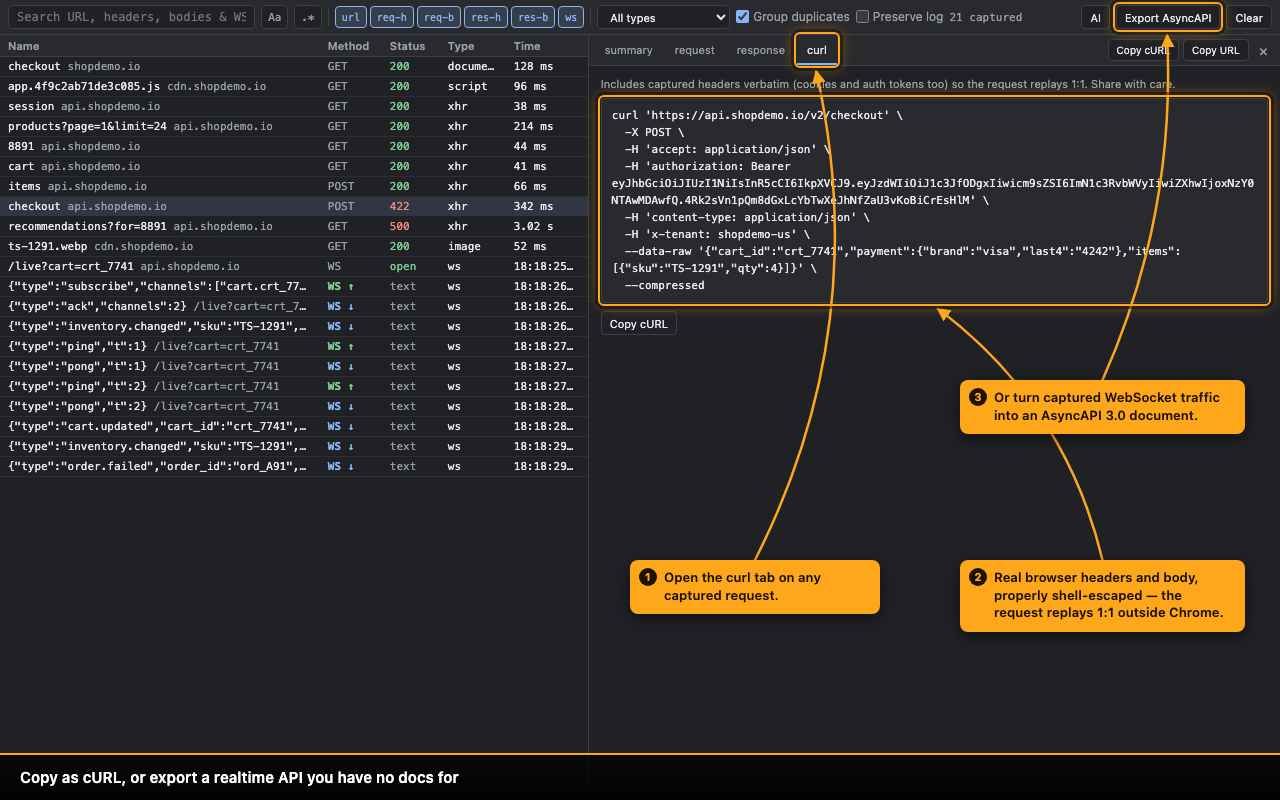 Search URL, headers, bodies & WS
Aa
.*
url
req-h
req-b
res-h
res-b
ws
All types
Group duplicates
Preserve log
21 captured
AI
Export AsyncAPI
Clear
Name Method Status Type Time
checkout shopdemo.io GET 200 docume… 128 ms
app.4f9c2ab71de3c085.js cdn.shopdemo.io GET 200 script 96 ms
session api.shopdemo.io GET 200 xhr 38 ms
products?page=1&limit=24 api.shopdemo.io GET 200 xhr 214 ms
8891 api.shopdemo.io GET 200 xhr 44 ms
cart api.shopdemo.io GET 200 xhr 41 ms
items api.shopdemo.io POST 200 xhr 66 ms
checkout api.shopdemo.io POST 422 xhr 342 ms
recommendations?for=8891 api.shopdemo.io GET 500 xhr 3.02 s
ts-1291.webp cdn.shopdemo.io GET 200 image 52 ms
/live?cart=crt_7741 api.shopdemo.io WS open ws 18:18:25…
{"type":"subscribe","channels":["cart.crt_77… WS ↑ text ws 18:18:26…
{"type":"ack","channels":2} /live?cart=crt_7… WS ↓ text ws 18:18:26…
{"type":"inventory.changed","sku":"TS-1291",… WS ↓ text ws 18:18:26…
{"type":"ping","t":1} /live?cart=crt_7741 WS ↑ text ws 18:18:27…
{"type":"pong","t":1} /live?cart=crt_7741 WS ↓ text ws 18:18:27…
{"type":"ping","t":2} /live?cart=crt_7741 WS ↑ text ws 18:18:27…
{"type":"pong","t":2} /live?cart=crt_7741 WS ↓ text ws 18:18:28…
{"type":"cart.updated","cart_id":"crt_7741",… WS ↓ text ws 18:18:28…
{"type":"inventory.changed","sku":"TS-1291",… WS ↓ text ws 18:18:29…
{"type":"order.failed","order_id":"ord_A91",… WS ↓ text ws 18:18:29…
summary
request
response
curl
Copy cURL
Copy URL
×
Includes captured headers verbatim (cookies and auth tokens too) so the request replays 1:1. Share with care.
curl 'https://api.shopdemo.io/v2/checkout' \
-X POST \
-H 'accept: application/json' \
-H 'authorization: Bearer
-H 'content-type: application/json' \
-H 'x-tenant: shopdemo-us' \
--data-raw '{"cart_id":"crt_7741","payment":{"brand":"visa","last4":"4242"},"items":
[{"sku":"TS-1291","qty":4}]}' \
--compressed
Copy cURL
3 Or turn captured WebSocket traffic
into an AsyncAPI 3.0 document.
1 Open the curl tab on any
captured request.
2 Real browser headers and body,
properly shell-escaped — the
request replays 1:1 outside Chrome.
Copy as cURL, or export a realtime API you have no docs for